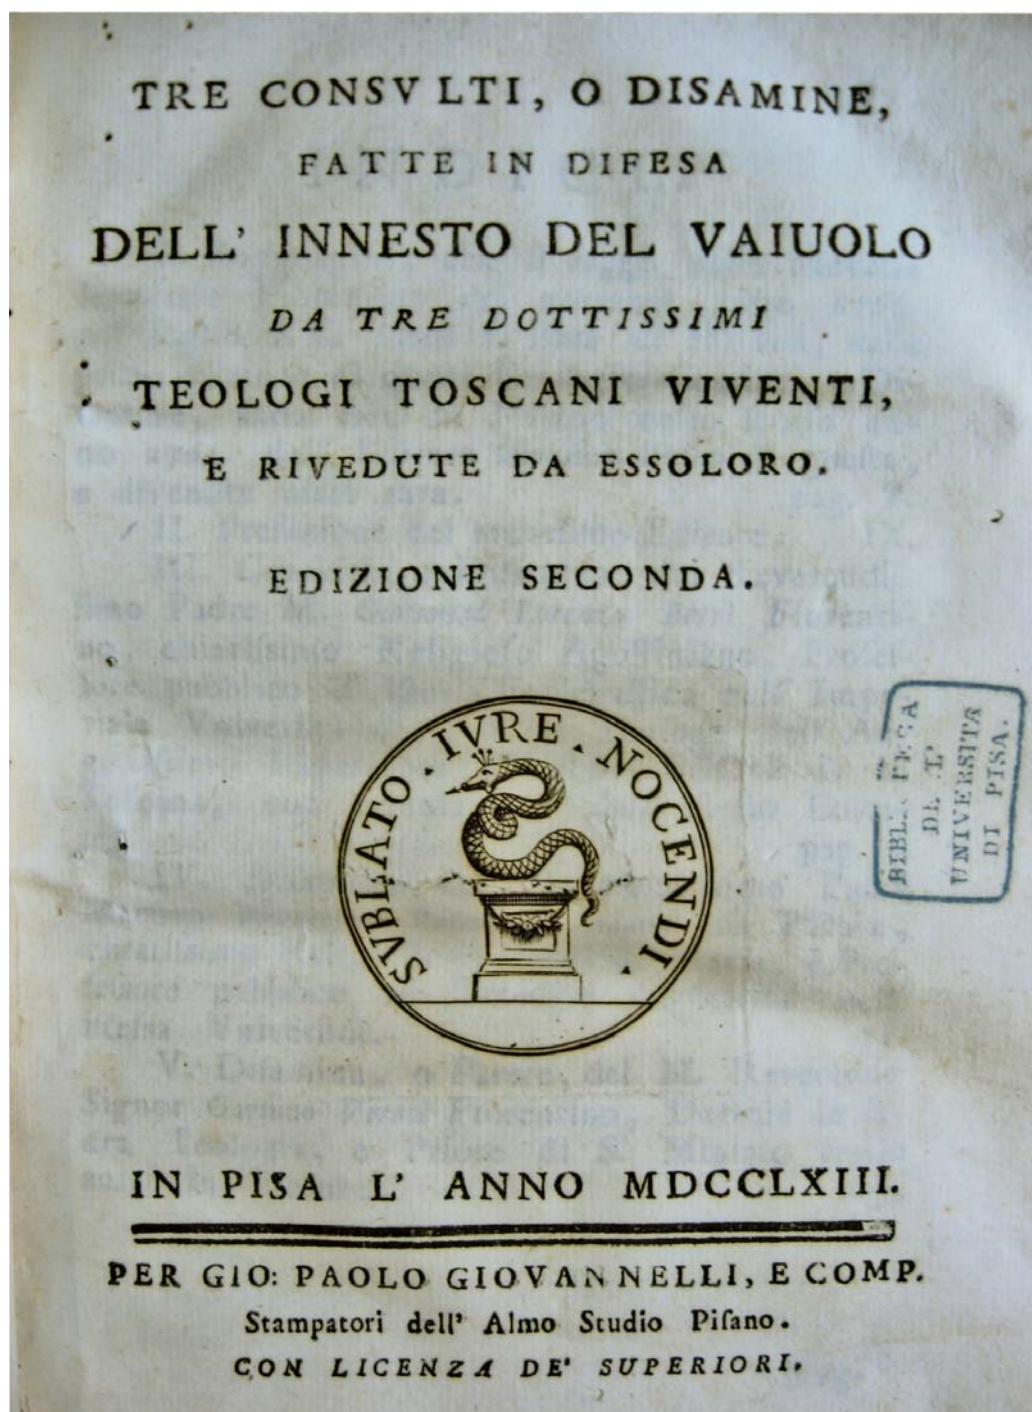 TRE CONSVLTI, O DISAMINE,
FATTE IN DIFESA
DELL' INNESTO DEL VAIUOLO
DA TRE DOTTISSIMI
TEOLOGI TOSCANI VIVENTI,
E RIVEDUTE DA ESSOLORO.
EDIZIONE SECONDA.
SVBLATO . IVRE . NOCENDI .
DELL'
UNIVERSITA
DI PISA.
IN PISA L' ANNO MDCCLXIII.
PER GIO: PAOLO GIOVANNELLI, E COMP.
Stampatori dell' Almo Studio Piſano.
CON LICENZA DE' SUPERIORI.